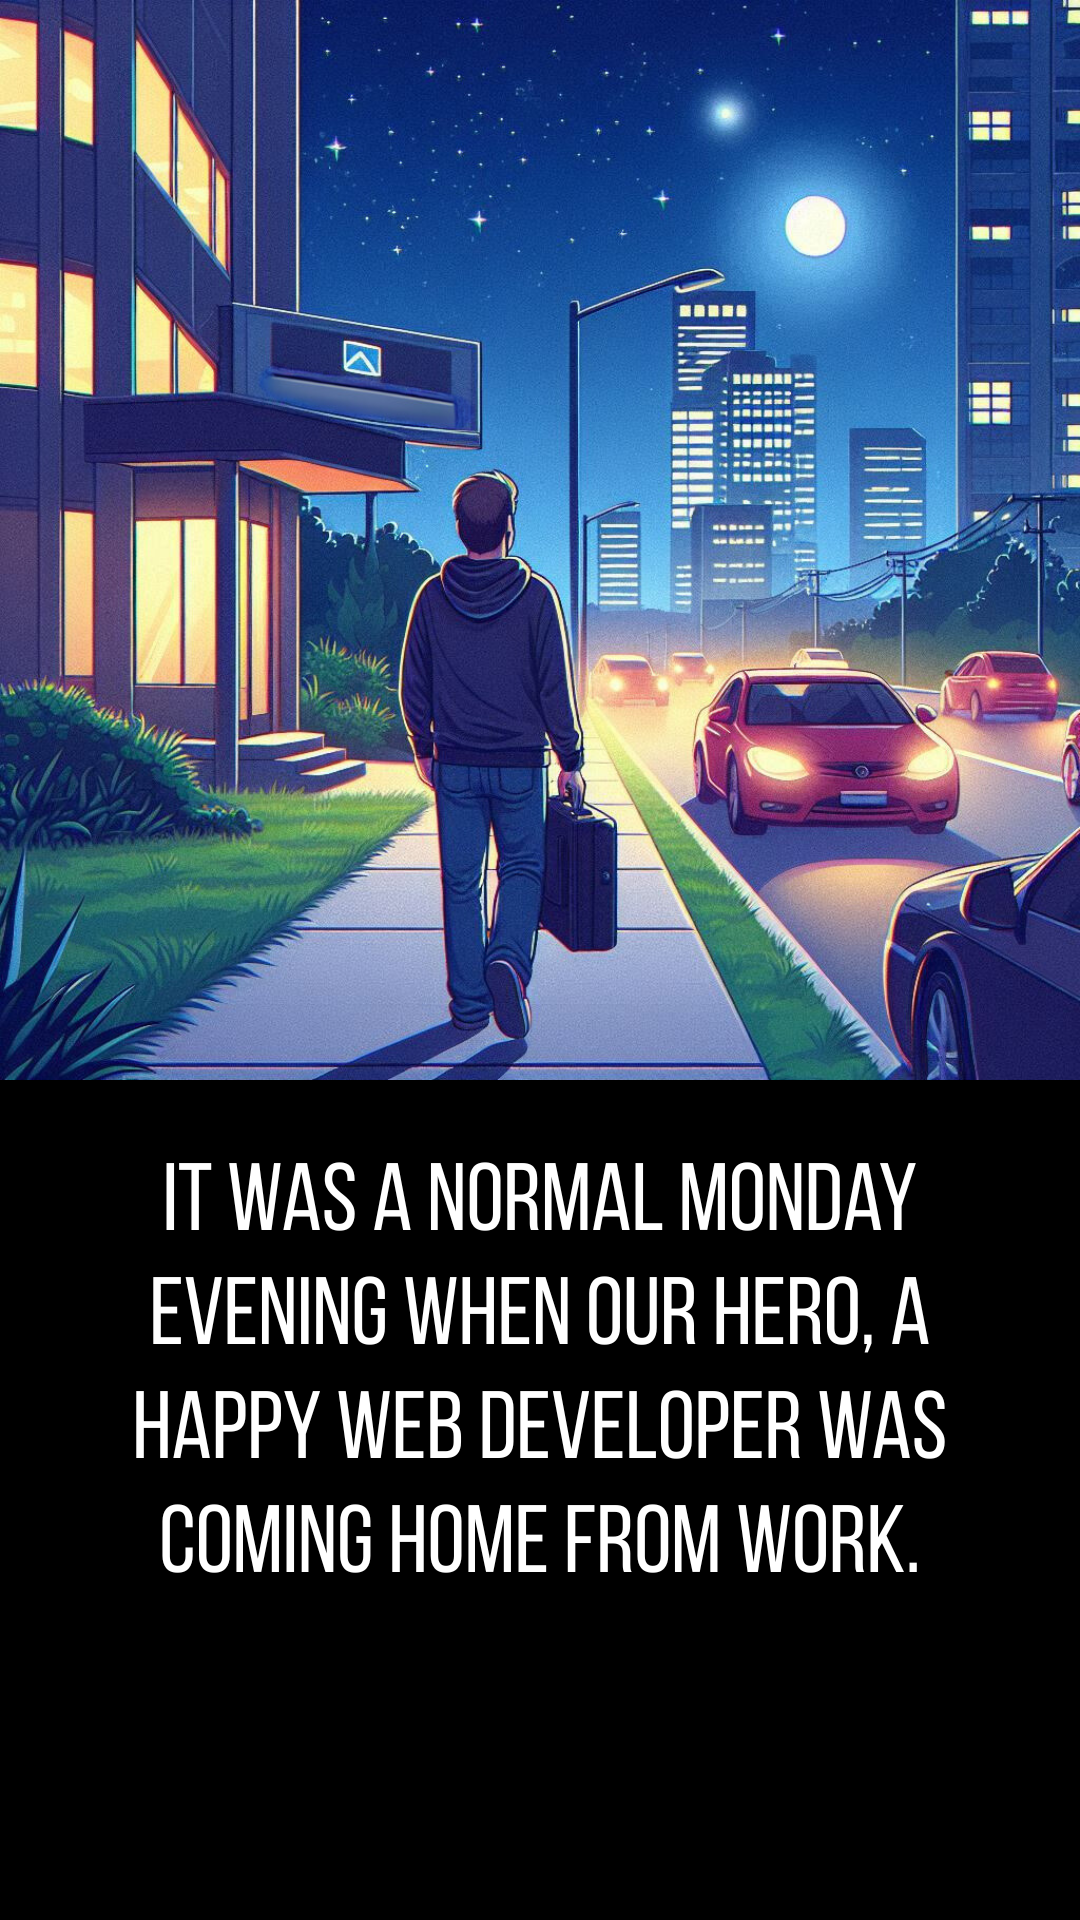 IT WAS A NORMAL MONDAY
EVENING WHEN OUR HERO, A
HAPPY WEB DEVELOPER WAS
COMING HOME FROM WORK.